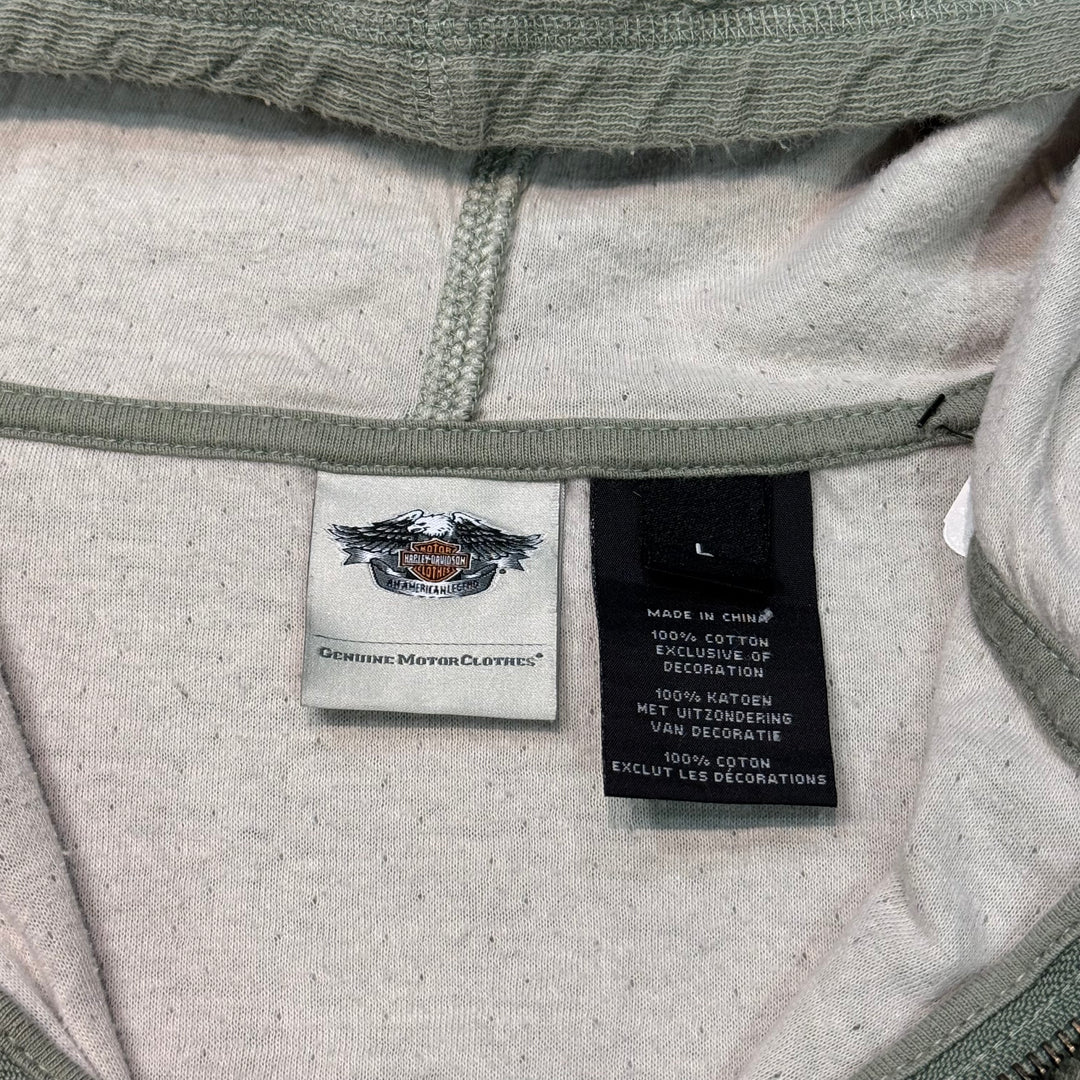 MOTOR
HARLEY-DAVIDSON
CLOTHES
AN AMERICAN LEGEND
GENUINE MOTORCLOTHES®
L
MADE IN CHINA
100% COTTON
EXCLUSIVE OF
DECORATION
100% KATOEN
MET UITZONDERING
VAN DECORATIE
100% COTON
EXCLUT LES DÉCORATIONS